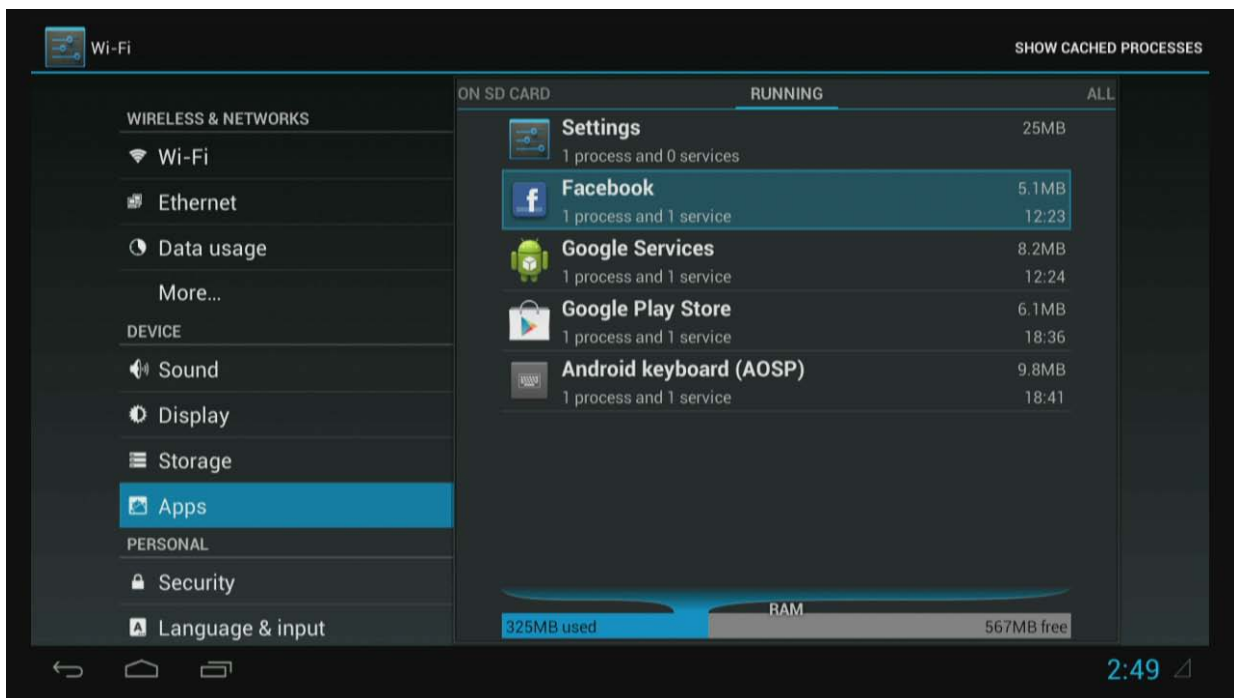 Wi-Fi
SHOW CACHED PROCESSES
WIRELESS & NETWORKS
Wi-Fi
Ethernet
Data usage
More...
DEVICE
Sound
Display
Storage
Apps
PERSONAL
Security
Language & input
ON SD CARD
RUNNING
ALL
Settings
25MB
1 process and 0 services
Facebook
5.1MB
1 process and 1 service
12:23
Google Services
8.2MB
1 process and 1 service
12:24
Google Play Store
6.1MB
1 process and 1 service
18:36
Android keyboard (AOSP)
9.8MB
1 process and 1 service
18:41
RAM
325MB used
567MB free
2:49